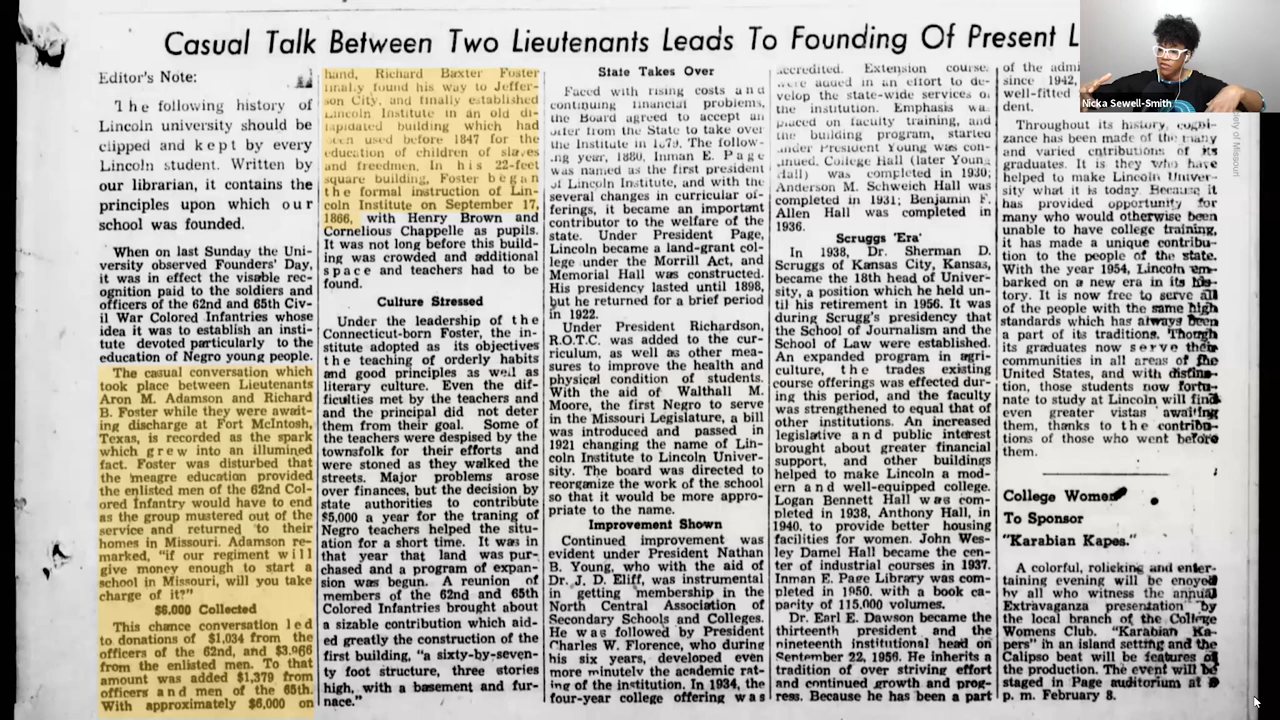 Casual Talk Between Two Lieutenants Leads To Founding Of Present L
Nicka Sewell-Smith
Editor's Note:
The following history of
Lincoln university should be
clipped and kept by every
Lincoln student. Written by
our librarian, it contains the
principles upon which our
school was founded.
When on last Sunday the Uni-
versity observed Founders' Day,
it was in effect the visable rec-
ognition paid to the soldiers and
officers of the 62nd and 65th Civ-
il War Colored Infantries whose
idea it was to establish an insti-
tute devoted particularly to the
education of Negro young people.
The casual conversation which
took place between Lieutenants
Aron M. Adamson and Richard
B. Foster while they were await-
ing discharge at Fort McIntosh,
Texas, is recorded as the spark
which grew into an illumined
fact. Foster was disturbed that
the meagre education provided
the enlisted men of the 62nd Col-
ored Infantry would have to end
as the group mustered out of the
service and returned to their
homes in Missouri. Adamson re-
marked, "if our regiment will
give money enough to start a
school in Missouri, will you take
charge of it?"
$6,000 Collected
This chance conversation led
to donations of $1,034 from the
officers of the 62nd, and $3,966
from the enlisted men. To that
amount was added $1,379 from
officers and men of the 65th.
With approximately $6,000 on
hand, Richard Baxter Foster
finally found his way to Jeffer-
son City, and finally established
Lincoln Institute in an old di-
lapidated building which had
been used before 1847 for the
education of children of slaves
and freedmen. In his 22-feet
square building, Foster began
the formal instruction of Lin-
coln Institute on September 17,
1866, with Henry Brown and
Cornelious Chappelle as pupils.
It was not long before this build-
ing was crowded and additional
space and teachers had to be
found.
Culture Stressed
Under the leadership of the
Connecticut-born Foster, the in-
stitute adopted as its objectives
the teaching of orderly habits
and good principles as well as
literary culture. Even the dif-
ficulties met by the teachers and
and the principal did not deter
them from their goal. Some of
the teachers were despised by the
townsfolk for their efforts and
were stoned as they walked the
streets. Major problems arose
over finances, but the decision by
state authorities to contribute
$5,000 a year for the traning of
Negro teachers helped the situ-
ation for a short time. It was in
that year that land was pur-
chased and a program of expan-
sion was begun. A reunion of
members of the 62nd and 65th
Colored Infantries brought about
a sizable contribution which aid-
ed greatly the construction of the
first building, "a sixty-by-seven-
ty foot structure, three stories
high, with a basement and fur-
nace."
State Takes Over
Faced with rising costs and
continuing financial problems,
the Board agreed to accept an
offer from the State to take over
the Institute in 1879. The follow-
ing year, 1880, Inman E. Page
was named as the first president
of Lincoln Institute, and with the
several changes in curricular of-
ferings, it became an important
contributor to the welfare of the
state. Under President Page,
Lincoln became a land-grant col-
lege under the Morrill Act, and
Memorial Hall was constructed.
His presidency lasted until 1898,
but he returned for a brief period
in 1922.
Under President Richardson,
R.O.T.C. was added to the cur-
riculum, as well as other mea-
sures to improve the health and
physical condition of students.
With the aid of Walthall M.
Moore, the first Negro to serve
in the Missouri Legislature, a bill
was introduced and passed in
1921 changing the name of Lin-
coln Institute to Lincoln Univer-
sity. The board was directed to
reorganize the work of the school
so that it would be more appro-
priate to the name.
Improvement Shown
Continued improvement was
evident under President Nathan
B. Young, who with the aid of
Dr. J. D. Eliff, was instrumental
in getting membership in the
North Central Association of
Secondary Schools and Colleges.
He was followed by President
Charles W. Florence, who during
his six years, developed even
more minutely the academic rat-
ing of the institution. In 1934, the
four-year college offering was
accredited. Extension course.
were added in an effort to de-
velop the state-wide services o.
the institution. Emphasis wa.
placed on faculty training, and
the building program, started
under President Young was con-
tinued. College Hall (later Young
Hall) was completed in 1930;
Anderson M. Schweich Hall was
completed in 1931; Benjamin F.
Allen Hall was completed in
1936.
Scruggs 'Era'
In 1938, Dr. Sherman D.
Scruggs of Kansas City, Kansas,
became the 18th head of Univer-
sity, a position which he held un-
til his retirement in 1956. It was
during Scrugg's presidency that
the School of Journalism and the
School of Law were established.
An expanded program in agri-
culture, the trades existing
course offerings was effected dur-
ing this period, and the faculty
was strengthened to equal that of
other institutions. An increased
legislative and public interest
brought about greater financial
support, and other buildings
helped to make Lincoln a mod-
ern and well-equipped college.
Logan Bennett Hall was com-
pleted in 1938, Anthony Hall, in
1940. to provide better housing
facilities for women. John Wes-
ley Damel Hall became the cen-
ter of industrial courses in 1937.
Inman E. Page Library was com-
pleted in 1950. with a book ca-
pacity of 115,000 volumes.
Dr. Earl E. Dawson became the
thirteenth president and the
nineteenth institutional head on
September 22, 1956. He inherits a
tradition of over striving effort
and continued growth and prog-
ress. Because he has been a part
of the admi
since 1942,
well-fitted
dent.
Throughout its history, cogni-
zance has been made of the many
and varied cntributions of its
graduates. It is they who have
helped to make Lincoln Univer-
sity what it is today. Because it
has provided opportunity for
many who would otherwise been
unable to have college training,
it has made a unique contribu-
tion to the people of the state.
With the year 1954, Lincoln em-
barked on a new era in its his-
tory. It is now free to serve all
of the people with the same high
standards which has always been
a part of its traditions. Though
its graduates now serve their
communities in all areas of the
United States, and with distinc-
tion, those students now fortu-
nate to study at Lincoln will find
even greater vistas awaiting
them, thanks to the contribu-
tions of those who went before
them.
College Women
To Sponsor
"Karabian Kapes."
A colorful, rolicking and enter-
taining evening will be enoyed
by all who witness the annual
Extravaganza presentation by
the local branch of the College
Womens Club. "Karabian Ka-
pers" in an island setting and the
Calipso beat will be features of
the production. The event will be
staged in Page auditorium at
p. m. February 8.
ety of Missouri